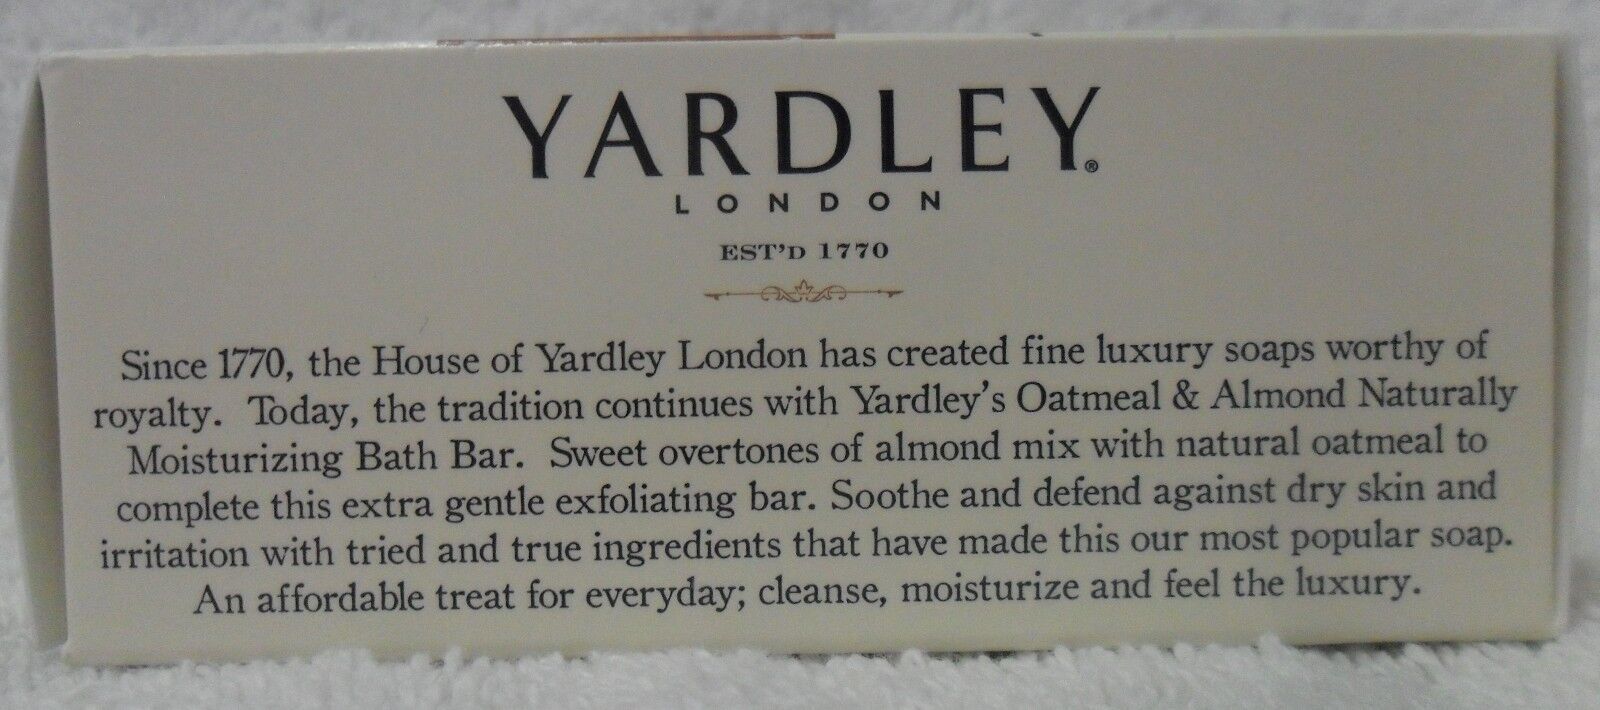 YARDLEY®
LONDON
EST'D 1770
Since 1770, the House of Yardley London has created fine luxury soaps worthy of
royalty. Today, the tradition continues with Yardley's Oatmeal & Almond Naturally
Moisturizing Bath Bar. Sweet overtones of almond mix with natural oatmeal to
complete this extra gentle exfoliating bar. Soothe and defend against dry skin and
irritation with tried and true ingredients that have made this our most popular soap.
An affordable treat for everyday; cleanse, moisturize and feel the luxury.